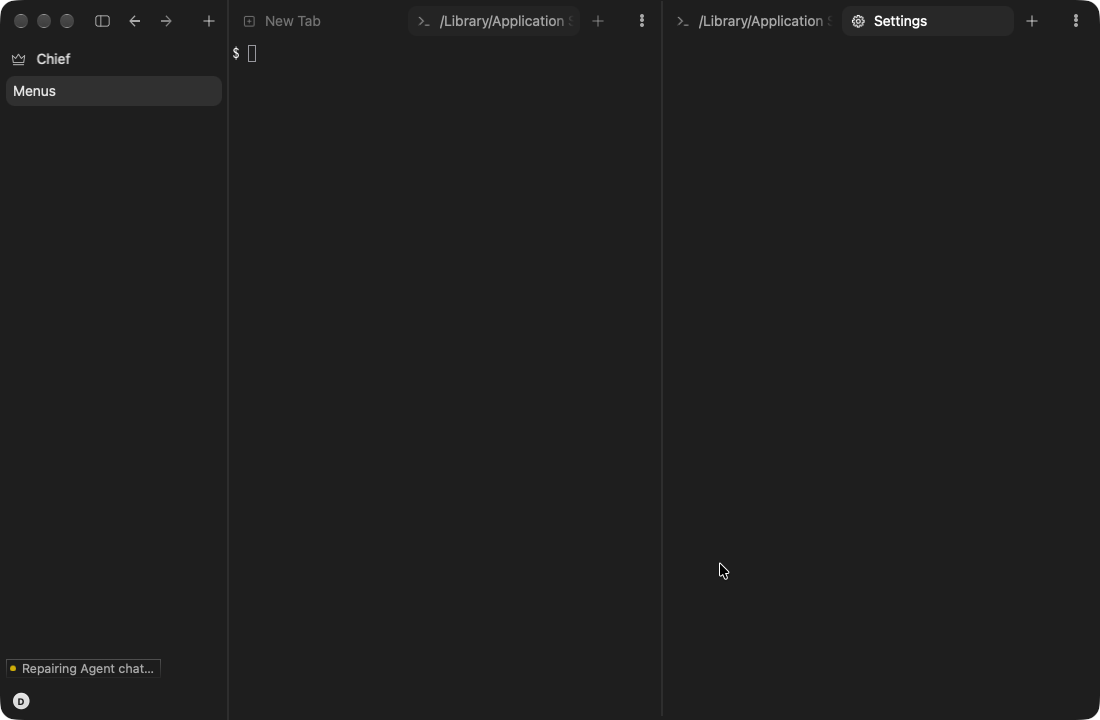 New Tab
/Library/Application
/Library/Application
Settings
Chief
Menus
$
Repairing Agent chat...
D